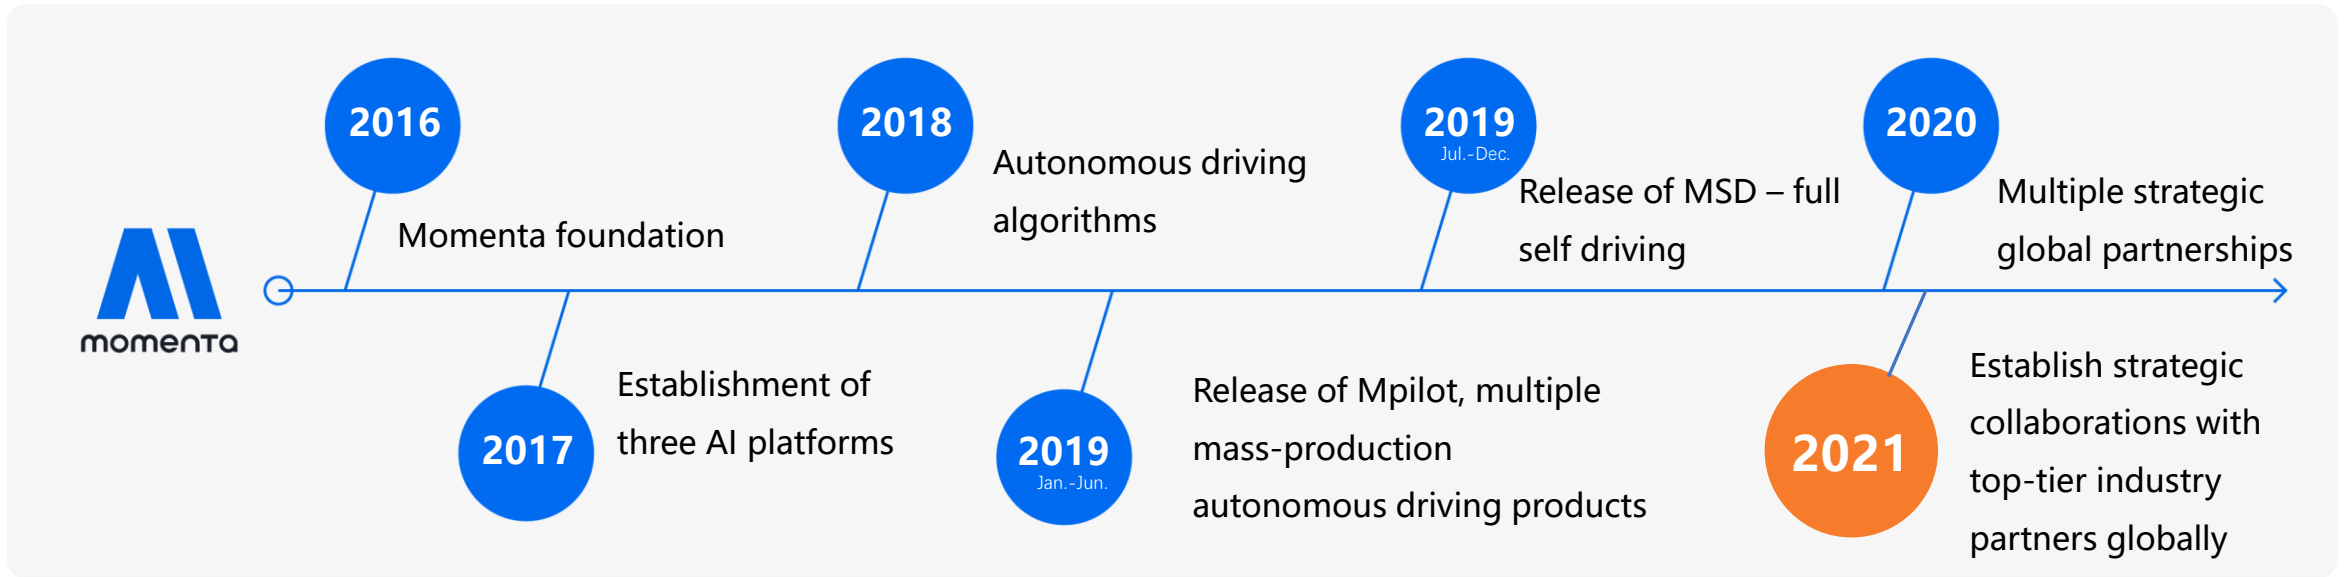 momenta
2016
Momenta foundation
2017
Establishment of
three AI platforms
2018
Autonomous driving
algorithms
2019
Jan.-Jun.
Release of Mpilot, multiple
mass-production
autonomous driving products
2019
Jul.-Dec.
Release of MSD – full
self driving
2020
Multiple strategic
global partnerships
2021
Establish strategic
collaborations with
top-tier industry
partners globally